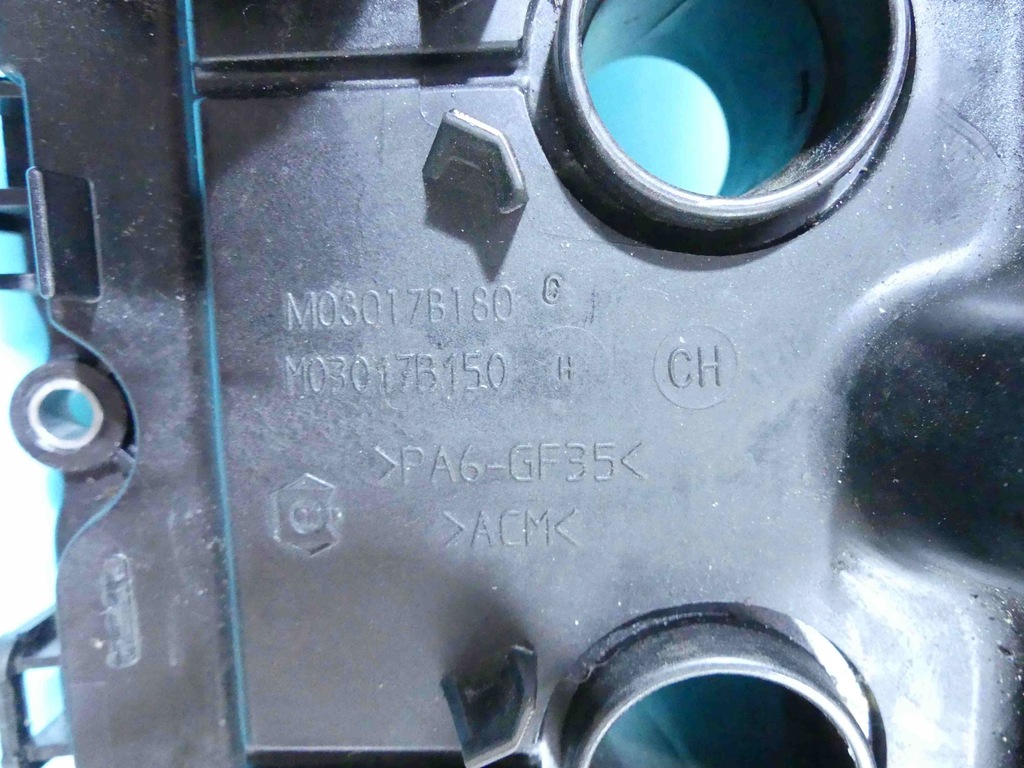 M03017B180 C
M03017B150 H CH
>PA6-GF35<
>ACM<